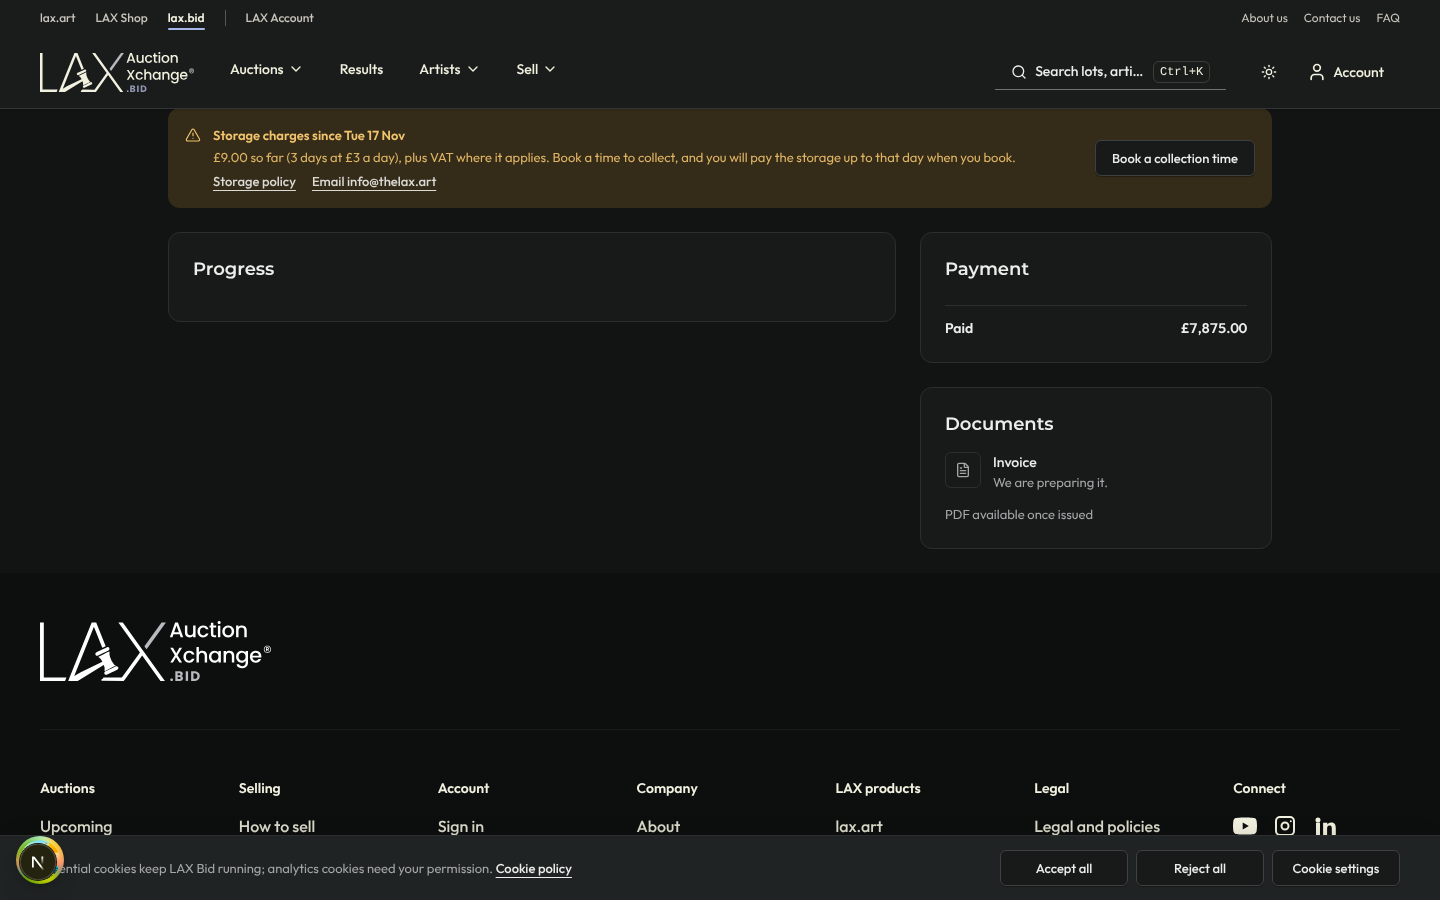 lax.art LAX Shop lax.bid LAX Account About us Contact us FAQ
LAX Auction Xchange® .BID
Auctions Results Artists Sell Search lots, arti... Ctrl+K Account
Storage charges since Tue 17 Nov
£9.00 so far (3 days at £3 a day), plus VAT where it applies. Book a time to collect, and you will pay the storage up to that day when you book.
Storage policy Email info@thelax.art
Book a collection time
Progress
Payment
Paid £7,875.00
Documents
Invoice
We are preparing it.
PDF available once issued
LAX Auction
Xchange®
.BID
Auctions Selling Account Company LAX products Legal Connect
Upcoming How to sell Sign in About lax.art Legal and policies
N
ential cookies keep LAX Bid running; analytics cookies need your permission. Cookie policy
Accept all Reject all Cookie settings